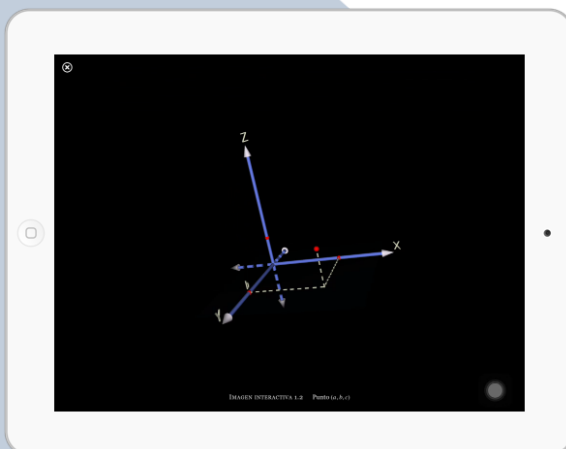 Z
X
Y
IMAGEN INTERACTIVA 1.2 Punto (a, b, c)